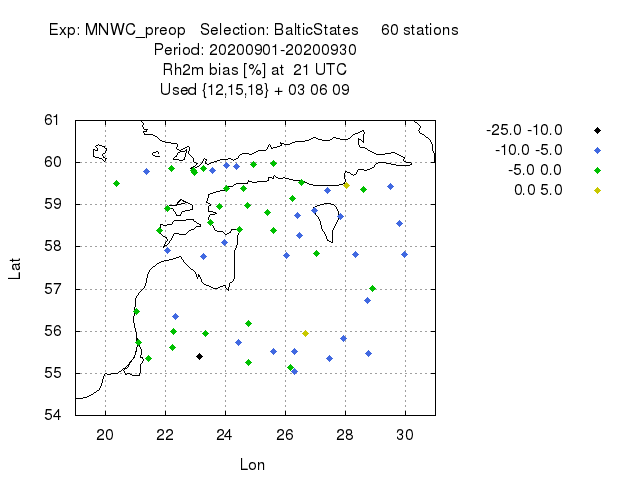 Exp: MNWC_preop   Selection: BalticStates     60 stations
Period: 20200901-20200930
Rh2m bias [%] at  21 UTC
Used {12,15,18} + 03 06 09
-25.0 -10.0
-10.0 -5.0
-5.0 0.0
0.0 5.0
61
60
59
58
57
56
55
54
Lat
20 22 24 26 28 30
Lon